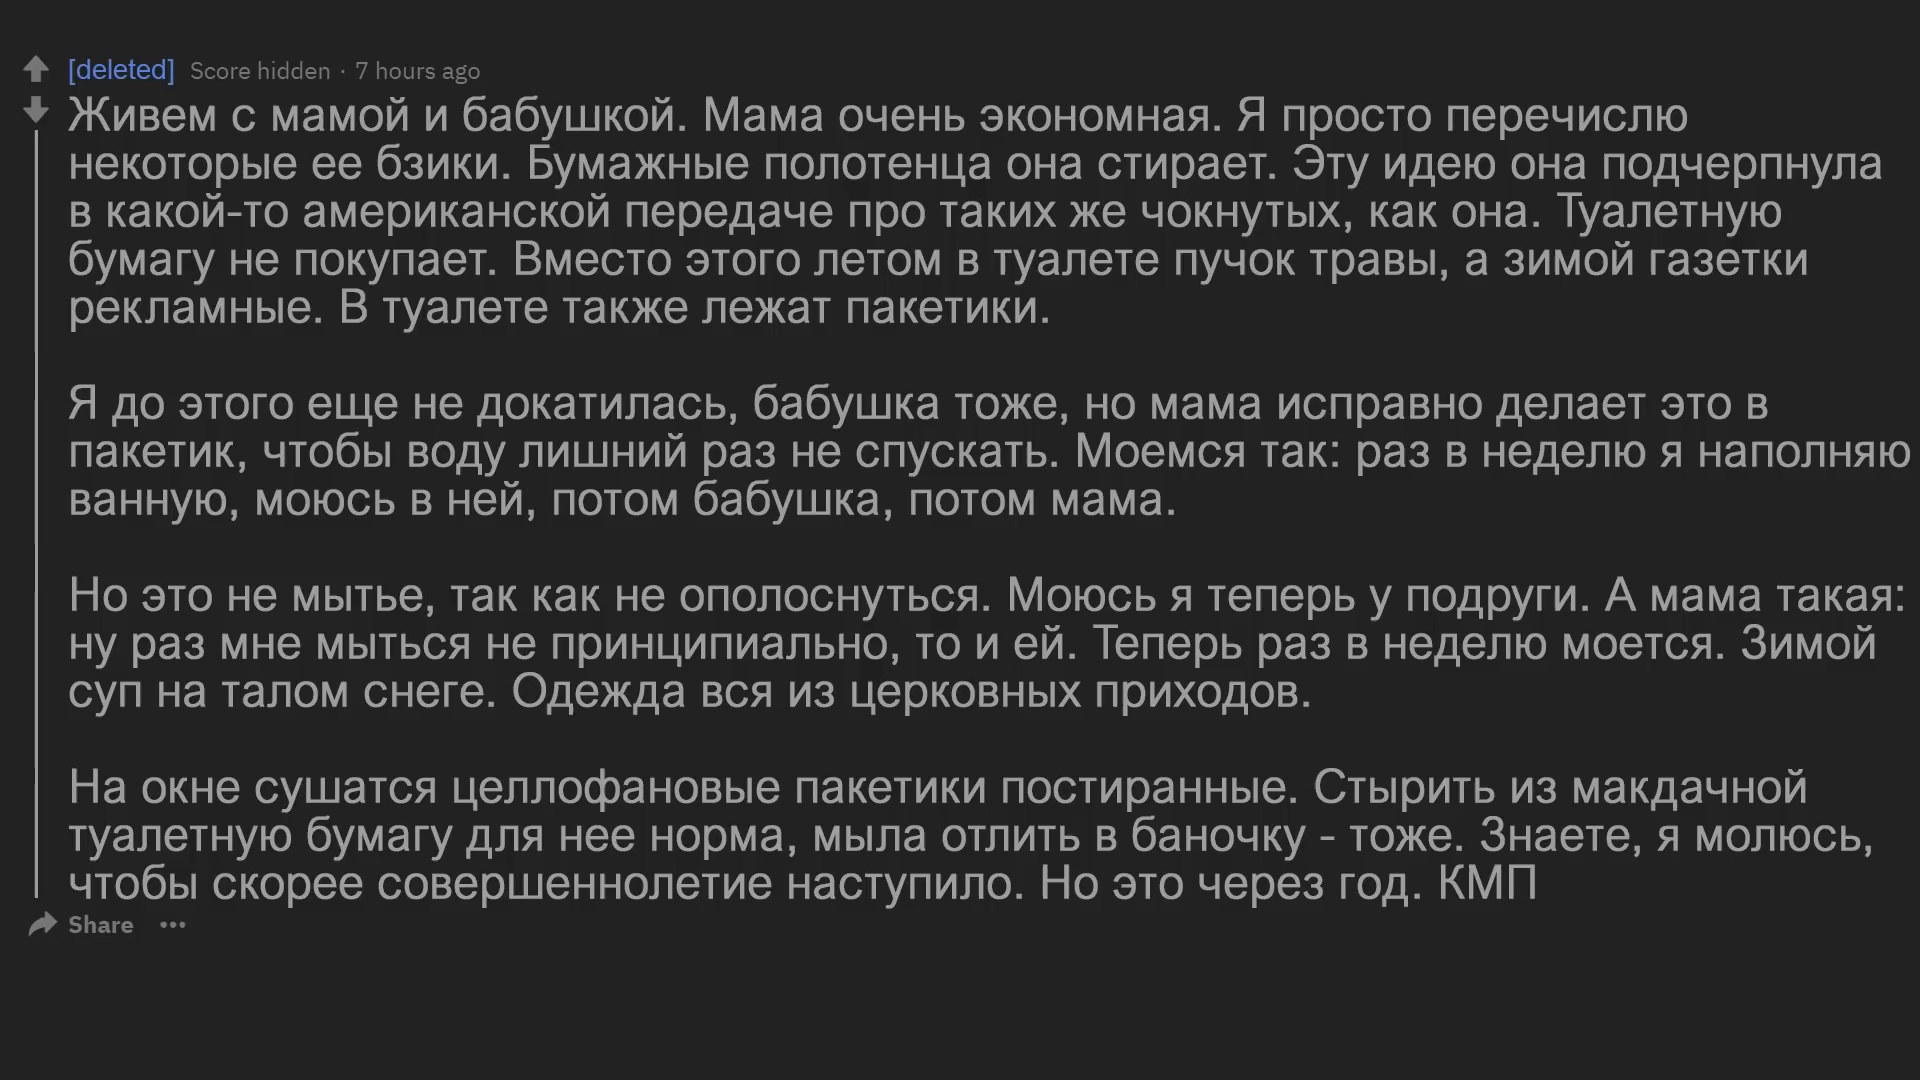 [deleted] Score hidden · 7 hours ago
Живем с мамой и бабушкой. Мама очень экономная. Я просто перечислю
некоторые ее бзики. Бумажные полотенца она стирает. Эту идею она подчерпнула
в какой-то американской передаче про таких же чокнутых, как она. Туалетную
бумагу не покупает. Вместо этого летом в туалете пучок травы, а зимой газетки
рекламные. В туалете также лежат пакетики.
Я до этого еще не докатилась, бабушка тоже, но мама исправно делает это в
пакетик, чтобы воду лишний раз не спускать. Моемся так: раз в неделю я наполняю
ванную, моюсь в ней, потом бабушка, потом мама.
Но это не мытье, так как не ополоснуться. Моюсь я теперь у подруги. А мама такая:
ну раз мне мыться не принципиально, то и ей. Теперь раз в неделю моется. Зимой
суп на талом снеге. Одежда вся из церковных приходов.
На окне сушатся целлофановые пакетики постиранные. Стырить из макдачной
туалетную бумагу для нее норма, мыла отлить в баночку - тоже. Знаете, я молюсь,
чтобы скорее совершеннолетие наступило. Но это через год. КМП
Share ...